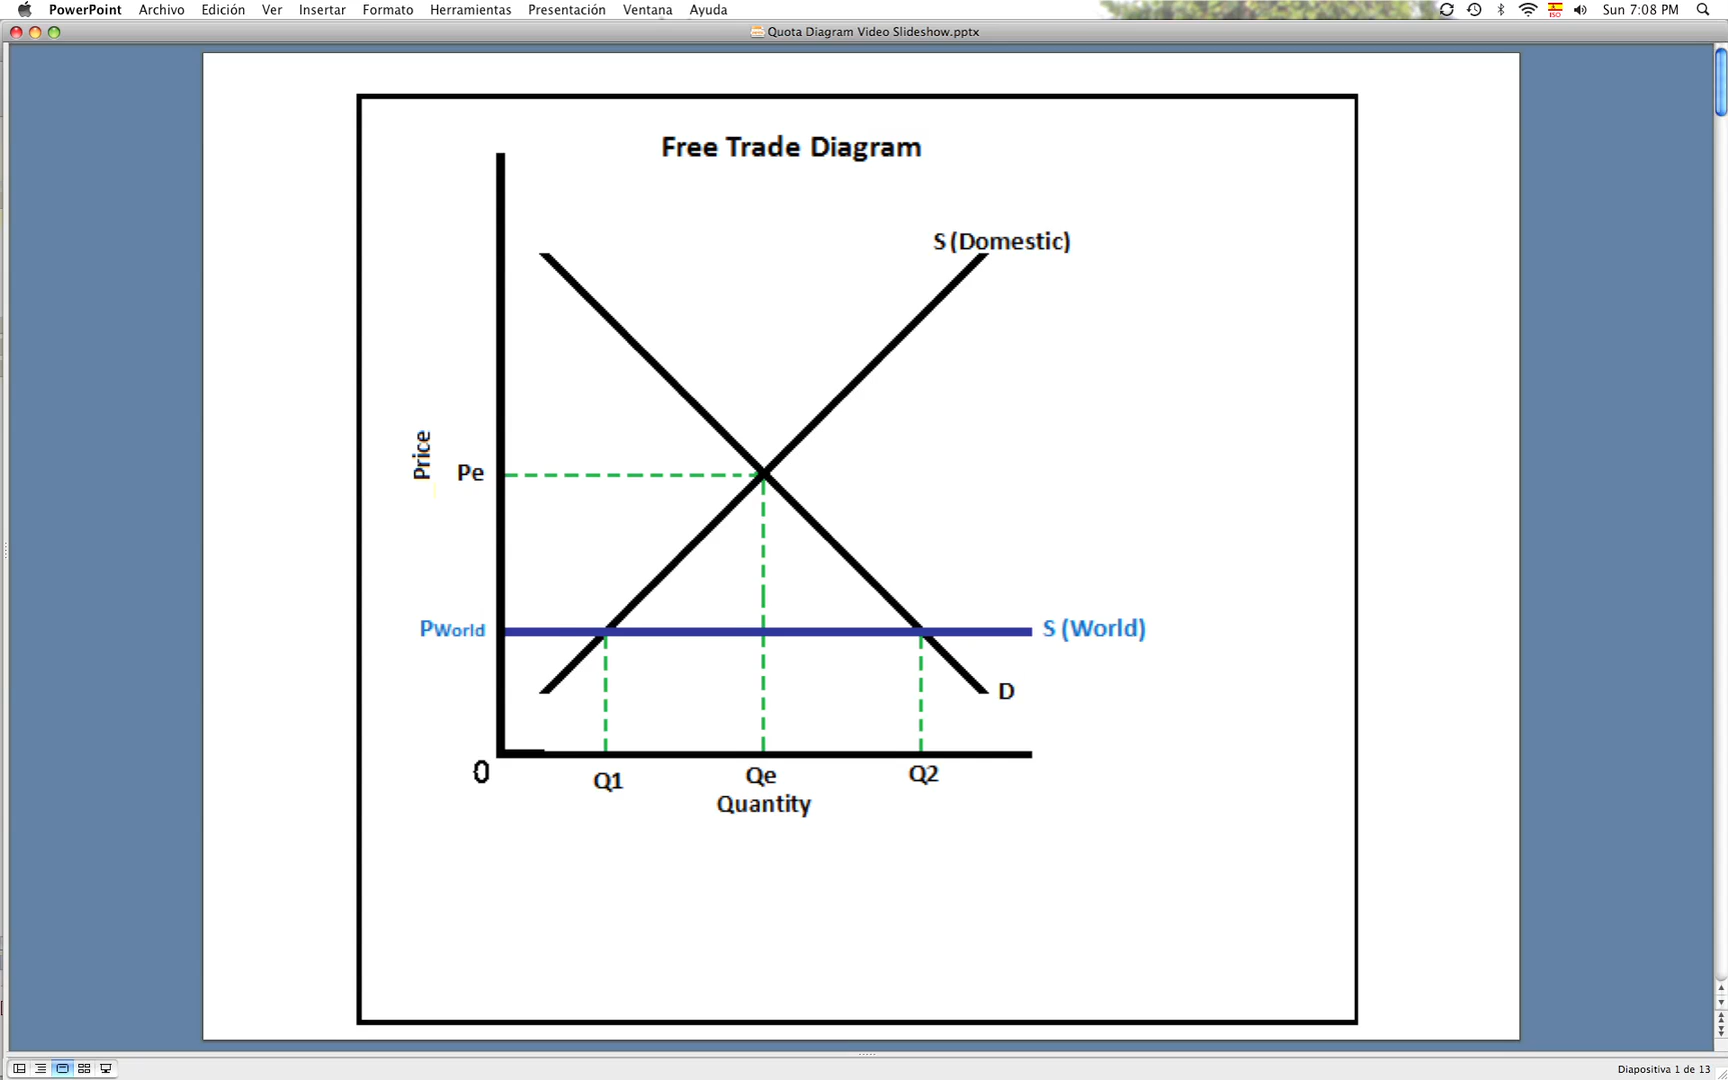 PowerPoint Archivo Edición Ver Insertar Formato Herramientas Presentación Ventana Ayuda Sun 7:08 PM
Quota Diagram Video Slideshow.pptx
Free Trade Diagram
S (Domestic)
Price
Pe
PWorld
S (World)
D
0
Q1
Qe
Q2
Quantity
Diapositiva 1 de 13